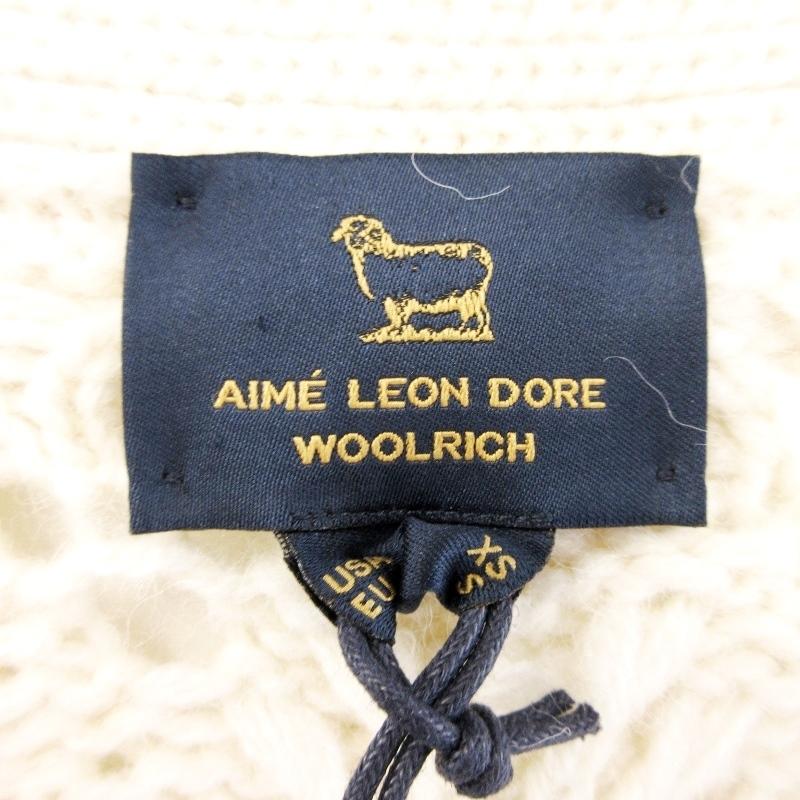 AIMÉ LEON DORE
WOOLRICH
USA XS
EU S